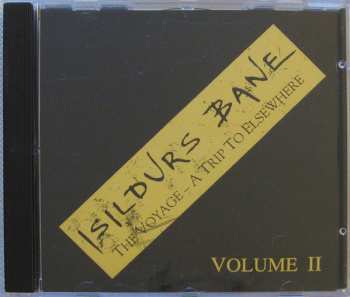 ISILDURS BANE
THE VOYAGE – A TRIP TO ELSEWHERE
VOLUME II